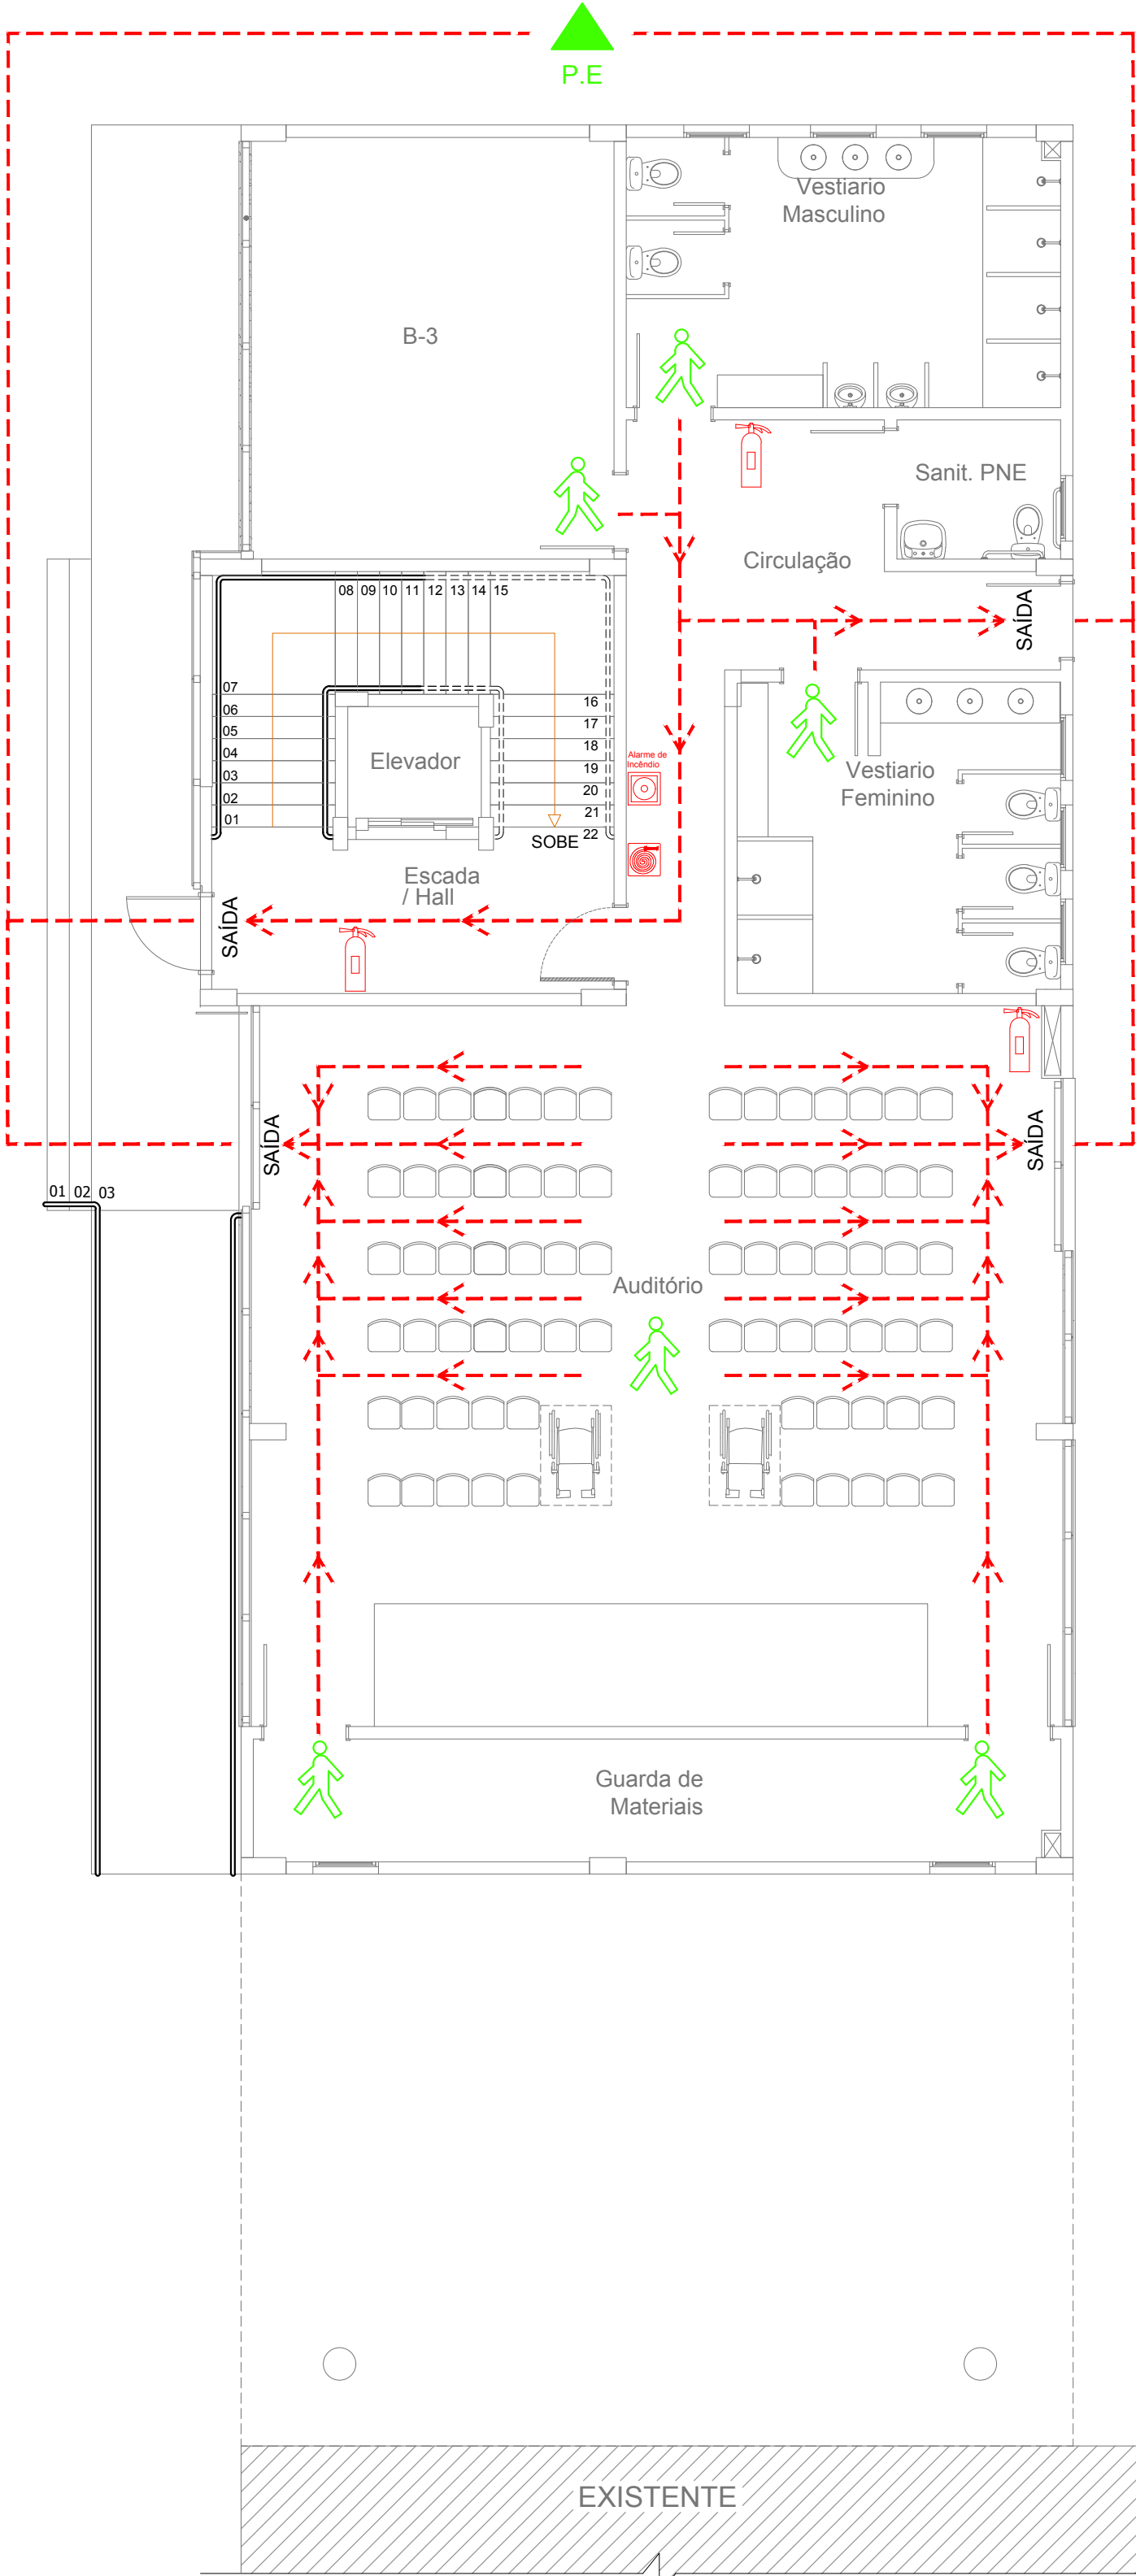 P.E
Vestiario
Masculino
B-3
Sanit. PNE
Circulação
08 09 10 11 12 13 14 15
SAÍDA
07
06
05
04
03
02
01
16
17
18
19
20
21
22
Elevador
SOBE
Alarme de
Incêndio
Vestiario
Feminino
Escada
/ Hall
SAÍDA
SAÍDA
SAÍDA
01 02 03
Auditório
Guarda de
Materiais
EXISTENTE